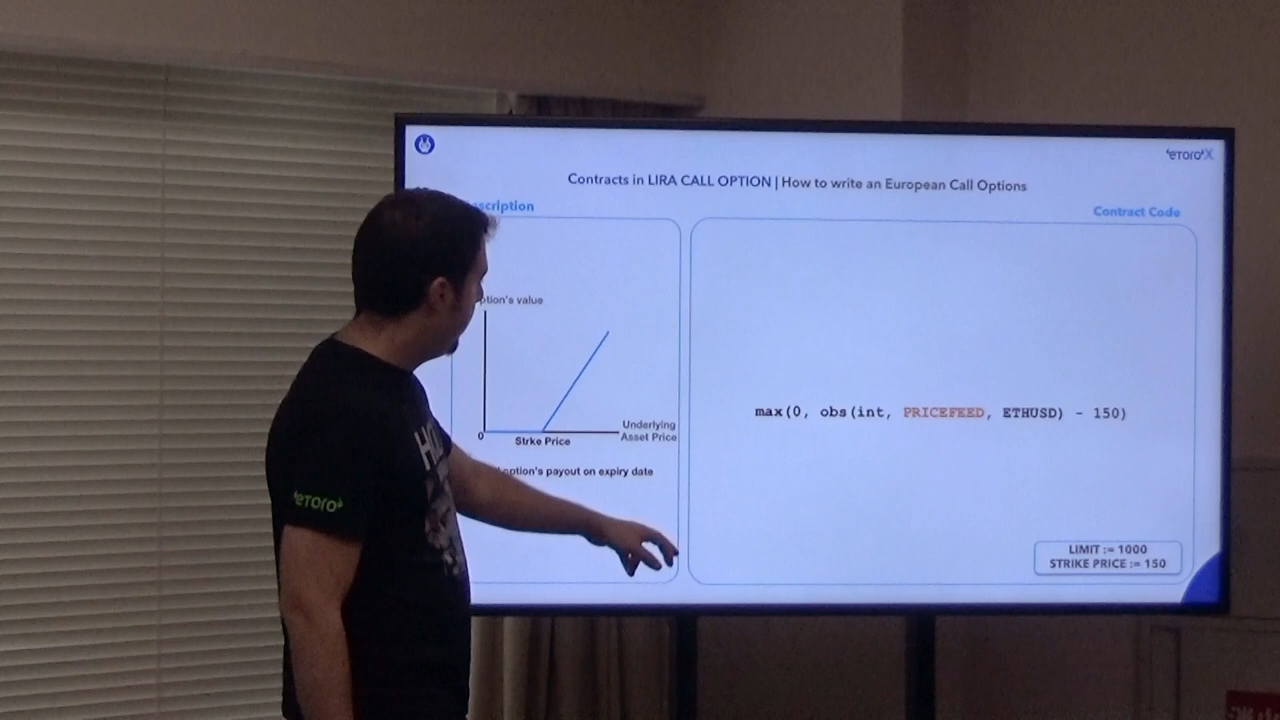 eToroX
Contracts in LIRA CALL OPTION | How to write an European Call Options
Contract Code
ption's value
0
Strke Price
Underlying
Asset Price
option's payout on expiry date
max(0, obs(int, PRICEFEED, ETHUSD) - 150)
LIMIT := 1000
STRIKE PRICE := 150
eToro